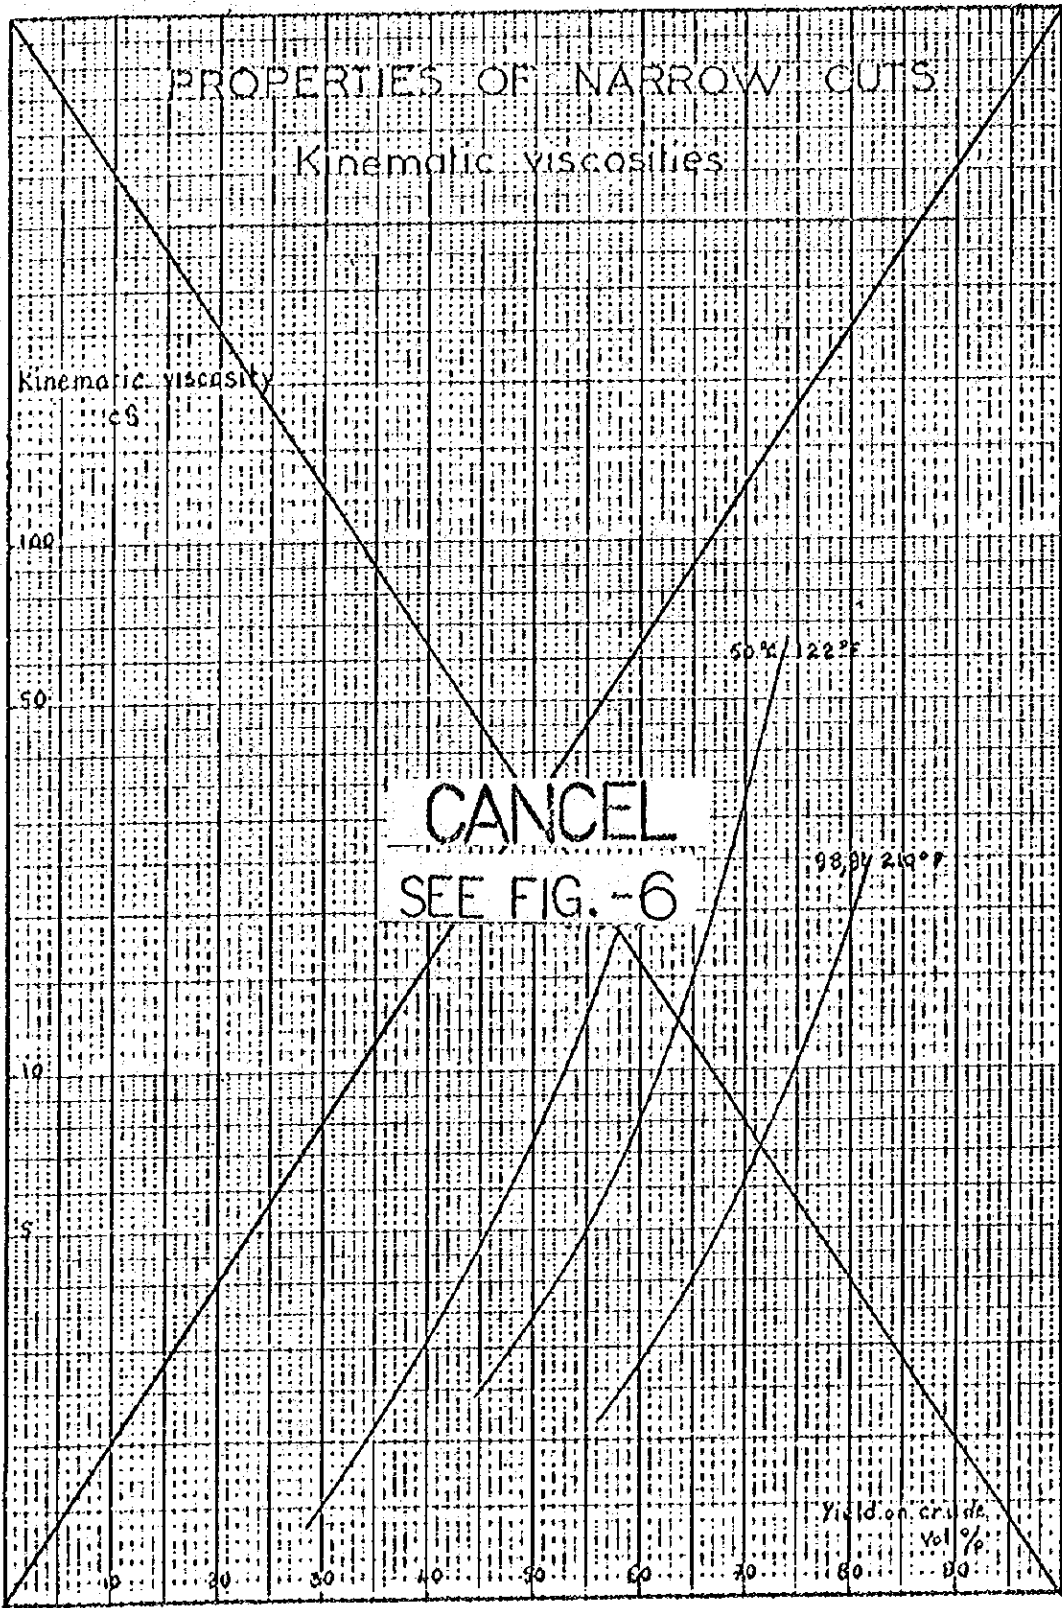 PROPERTIES OF NARROW CUTS
Kinematic viscosities
Kinematic viscosity
cS
100
50
50°C/122°F
CANCEL
98,9/210°F
SEE FIG.-6
10
5
Yield on crude
Vol %
10 20 30 40 50 60 70 80 90